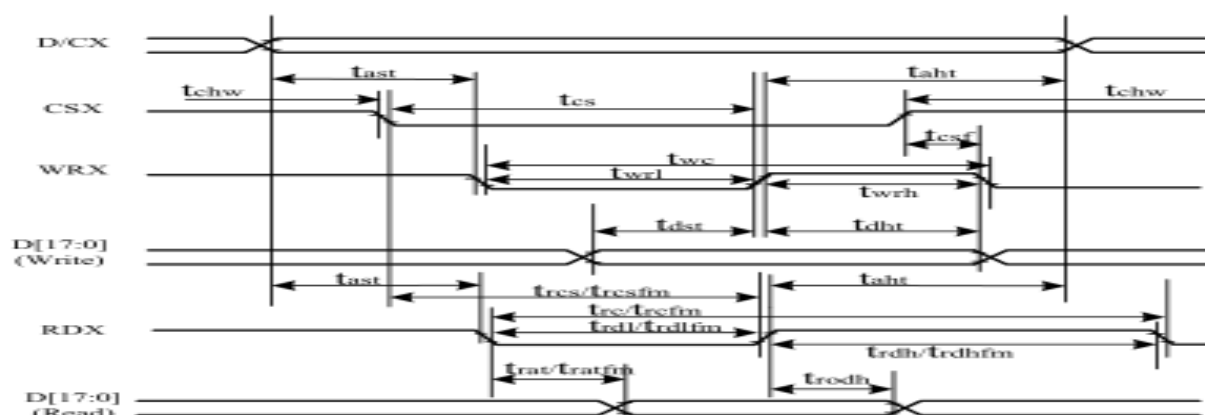 D/CX
tast
taht
tchw
tchw
CSX
tcs
tcsf
twc
WRX
twrl
twrh
tdst
tdht
D[17:0]
(Write)
tast
taht
trcs/trcsfm
trc/trcfm
RDX
trdl/trdlfm
trdh/trdhfm
trat/tratfm
trodh
D[17:0]
(Read)